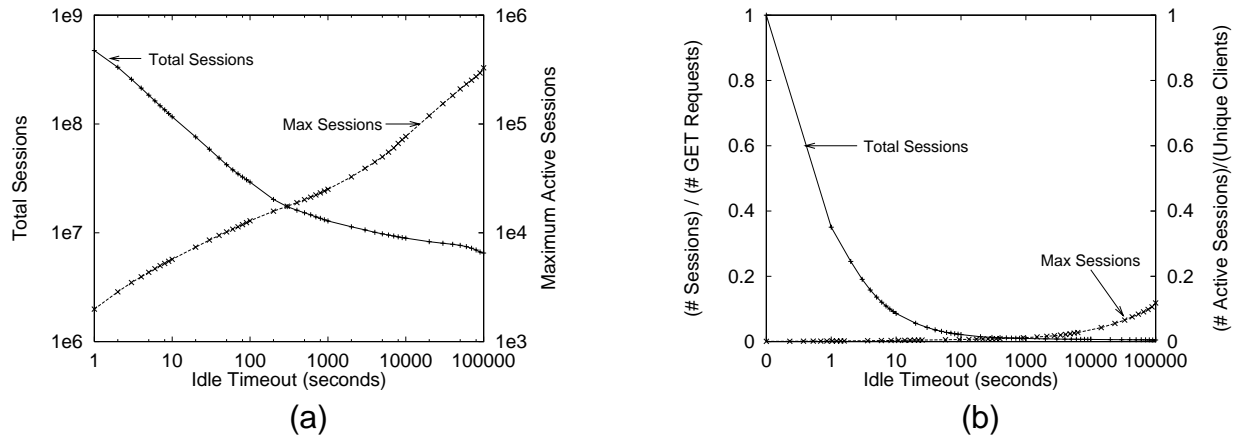 1e9
1e8
1e7
1e6
Total Sessions
1e6
1e5
1e4
1e3
Maximum Active Sessions
Total Sessions
Max Sessions
1 10 100 1000 10000 100000
Idle Timeout (seconds)
(a)
1
0.8
0.6
0.4
0.2
0
(# Sessions) / (# GET Requests)
1
0.8
0.6
0.4
0.2
0
(# Active Sessions)/(Unique Clients)
Total Sessions
Max Sessions
0 1 10 100 1000 10000 100000
Idle Timeout (seconds)
(b)